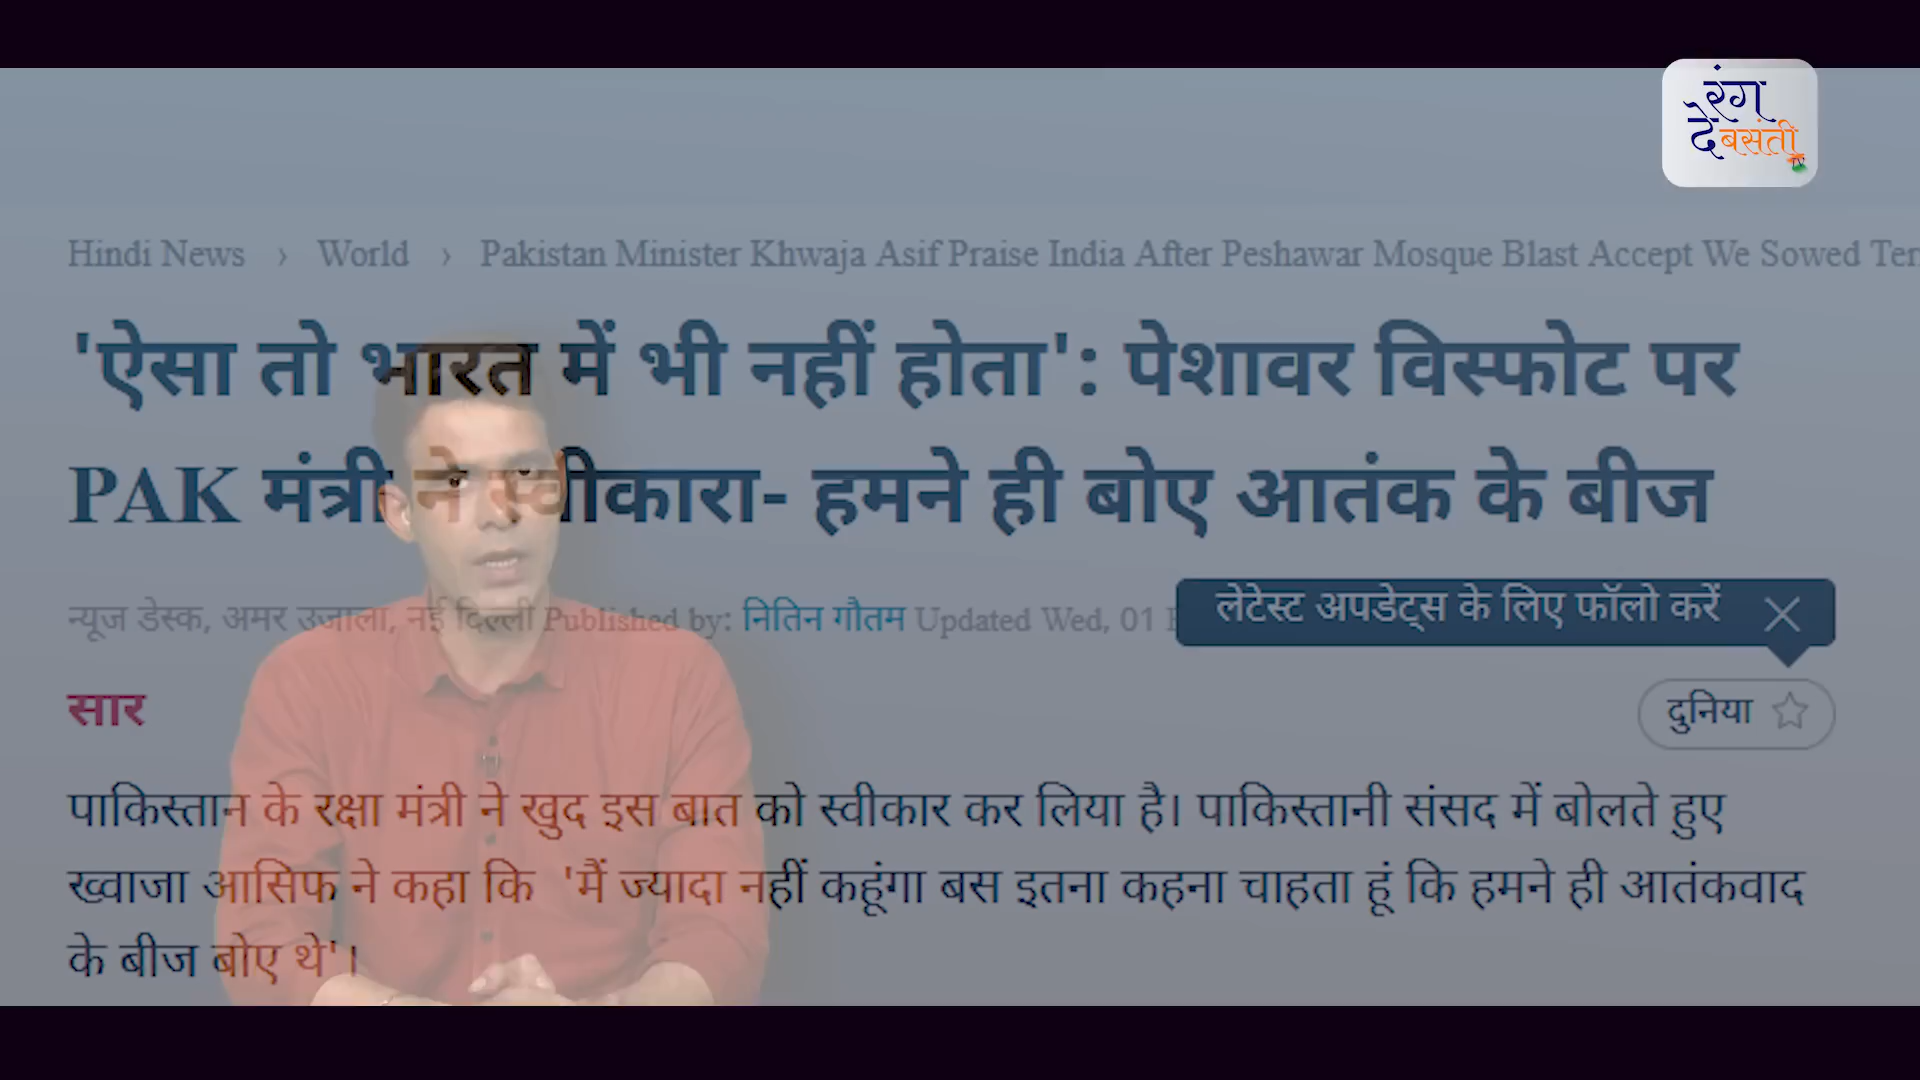 रंग
दे बसंती
Hindi News › World › Pakistan Minister Khwaja Asif Praise India After Peshawar Mosque Blast Accept We Sowed Ter
'ऐसा तो भारत में भी नहीं होता': पेशावर विस्फोट पर
PAK मंत्री ने स्वीकारा- हमने ही बोए आतंक के बीज
न्यूज डेस्क, अमर उजाला, नई दिल्ली Published by: नितिन गौतम Updated Wed, 01
लेटेस्ट अपडेट्स के लिए फॉलो करें
सार
दुनिया
पाकिस्तान के रक्षा मंत्री ने खुद इस बात को स्वीकार कर लिया है। पाकिस्तानी संसद में बोलते हुए
ख्वाजा आसिफ ने कहा कि 'मैं ज्यादा नहीं कहूंगा बस इतना कहना चाहता हूं कि हमने ही आतंकवाद
के बीज बोए थे'।